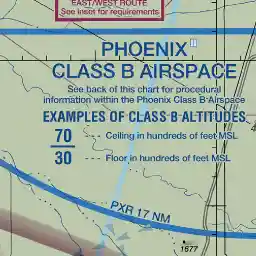 EAST/WEST ROUTE
See inset for requirements
PHOENIX
CLASS B AIRSPACE
See back of this chart for procedural
information within the Phoenix Class B Airspace
EXAMPLES OF CLASS B ALTITUDES
70 --- Ceiling in hundreds of feet MSL
30 --- Floor in hundreds of feet MSL
PXR 17 NM
1677